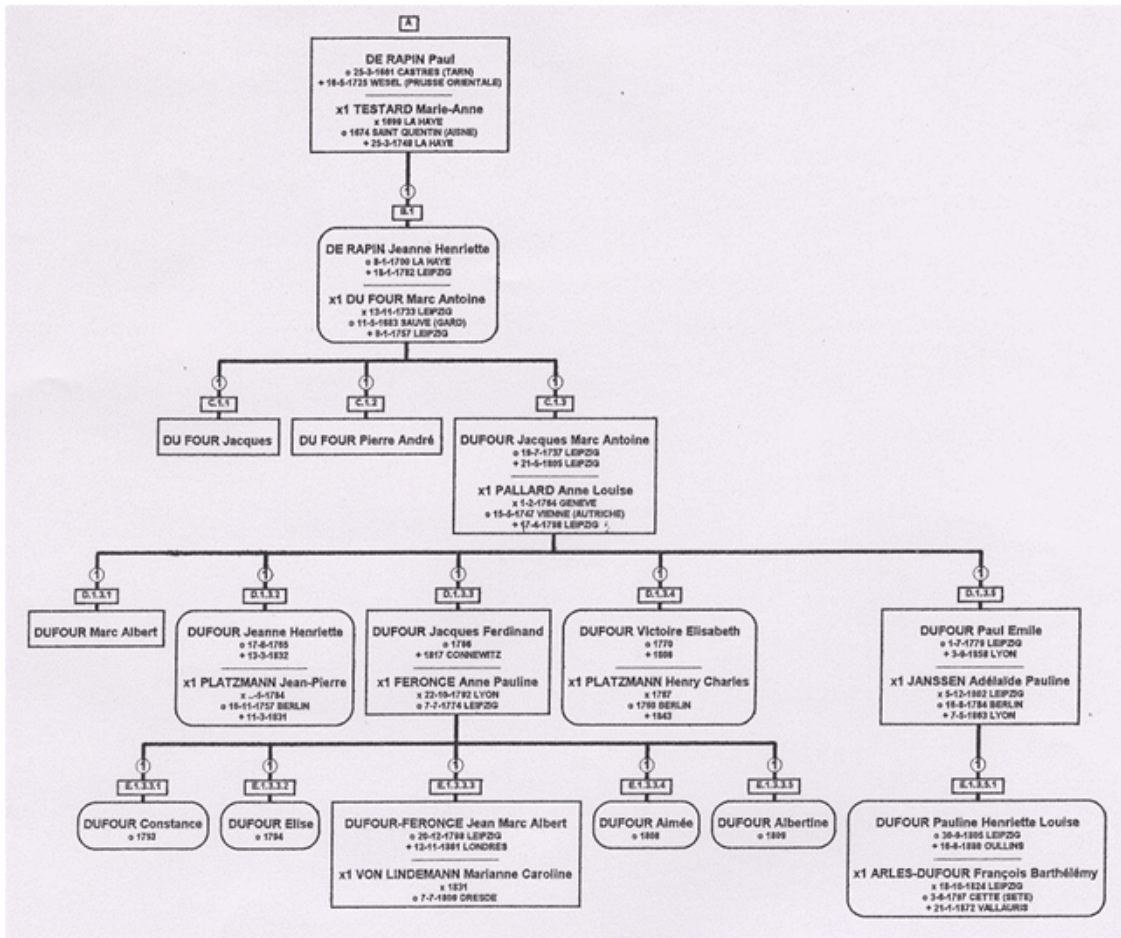 A
DE RAPIN Paul
o 25-3-1661 CASTRES (TARN)
+ 16-5-1725 WESEL (PRUSSE ORIENTALE)
x1 TESTARD Marie-Anne
x 1699 LA HAYE
o 1674 SAINT QUENTIN (AISNE)
+ 25-3-1749 LA HAYE
1
B.1
DE RAPIN Jeanne Henriette
o 8-1-1700 LA HAYE
+ 18-1-1782 LEIPZIG
x1 DU FOUR Marc Antoine
x 13-11-1733 LEIPZIG
o 11-5-1683 SAUVE (GARD)
+ 8-1-1757 LEIPZIG
1 1 1
C.1.1 C.1.2 C.1.3
DU FOUR Jacques
DU FOUR Pierre André
DUFOUR Jacques Marc Antoine
o 19-7-1737 LEIPZIG
+ 21-5-1805 LEIPZIG
x1 PALLARD Anne Louise
x 1-2-1764 GENEVE
o 15-5-1747 VIENNE (AUTRICHE)
+ 17-4-1798 LEIPZIG
1 1 1 1 1
D.1.3.1 D.1.3.2 D.1.3.3 D.1.3.4 D.1.3.5
DUFOUR Marc Albert
DUFOUR Jeanne Henriette
o 17-6-1765
+ 13-3-1832
x1 PLATZMANN Jean-Pierre
x ..-1-1784
o 16-11-1757 BERLIN
+ 11-3-1831
DUFOUR Jacques Ferdinand
o 1766
+ 1817 CONNEWITZ
x1 FERONCE Anne Pauline
x 22-10-1792 LYON
o 7-7-1774 LEIPZIG
DUFOUR Victoire Elisabeth
o 1770
+ 1806
x1 PLATZMANN Henry Charles
x 1787
o 1760 BERLIN
+ 1843
DUFOUR Paul Emile
o 1-7-1779 LEIPZIG
+ 3-9-1858 LYON
x1 JANSSEN Adélaïde Pauline
x 5-12-1802 LEIPZIG
o 16-8-1784 BERLIN
+ 7-5-1863 LYON
1 1 1 1 1 1
E.1.3.3.1 E.1.3.3.2 E.1.3.3.3 E.1.3.3.4 E.1.3.3.5 E.1.3.5.1
DUFOUR Constance
o 1793
DUFOUR Elise
o 1794
DUFOUR-FERONCE Jean Marc Albert
o 20-12-1798 LEIPZIG
+ 12-11-1861 LONDRES
x1 VON LINDEMANN Marianne Caroline
x 1831
o 7-7-1806 DRESDE
DUFOUR Aimée
o 1808
DUFOUR Albertine
o 1809
DUFOUR Pauline Henriette Louise
o 30-9-1805 LEIPZIG
+ 16-6-1880 OULLINS
x1 ARLES-DUFOUR François Barthélémy
x 18-10-1824 LEIPZIG
o 3-6-1797 CETTE (SETE)
+ 21-1-1872 VALLAURIS